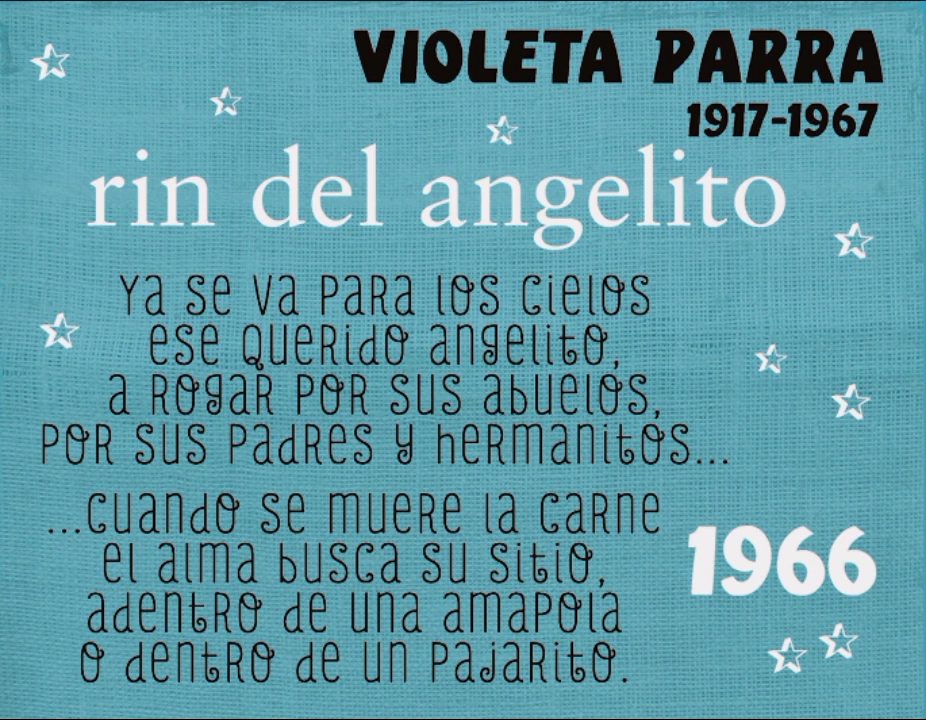 VIOLETA PARRA
1917-1967
rin del angelito
Ya se va para los cielos
ese querido angelito,
a rogar por sus abuelos,
por sus padres y hermanitos...
...cuando se muere la carne
el alma busca su sitio,
1966
adentro de una amapola
o dentro de un pajarito.